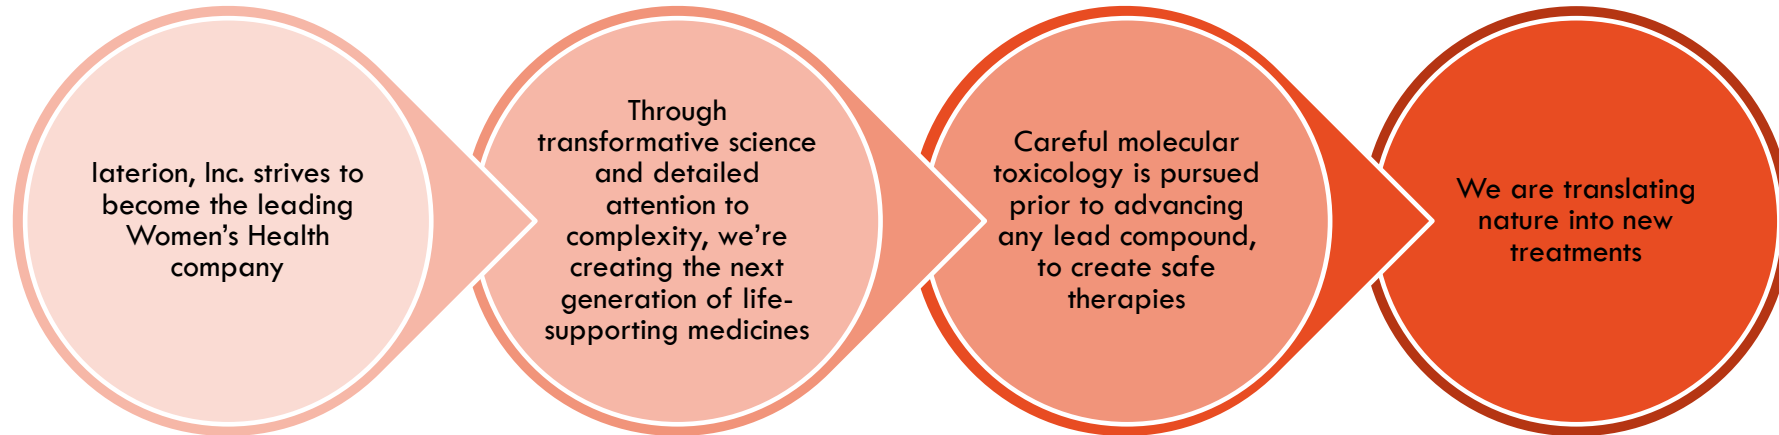 Iaterion, Inc. strives to
become the leading
Women's Health
company
Through
transformative science
and detailed
attention to
complexity, we're
creating the next
generation of life-
supporting medicines
Careful molecular
toxicology is pursued
prior to advancing
any lead compound,
to create safe
therapies
We are translating
nature into new
treatments